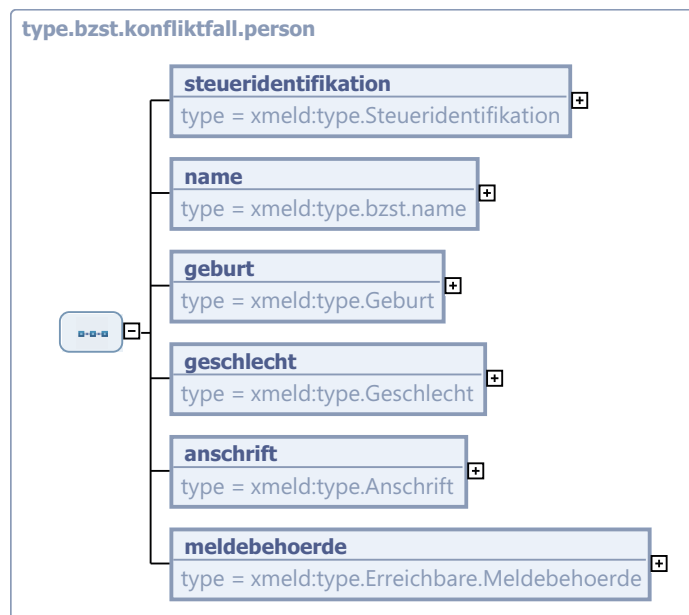 type.bzst.konfliktfall.person
steueridentifikation
type = xmeld:type.Steueridentifikation
name
type = xmeld:type.bzst.name
geburt
type = xmeld:type.Geburt
geschlecht
type = xmeld:type.Geschlecht
anschrift
type = xmeld:type.Anschrift
meldebehoerde
type = xmeld:type.Erreichbare.Meldebehoerde